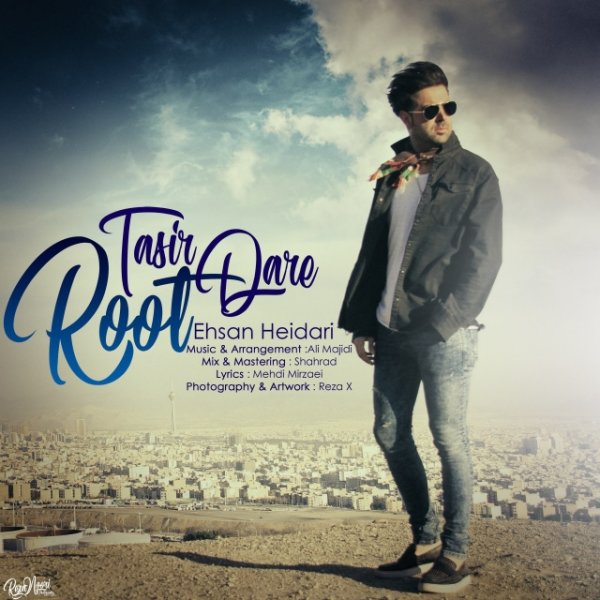 Tasir
Root Dare
Ehsan Heidari
Music & Arrangement :Ali Majidi
Mix & Mastering : Shahrad
Lyrics : Mehdi Mirzaei
Photography & Artwork : Reza X